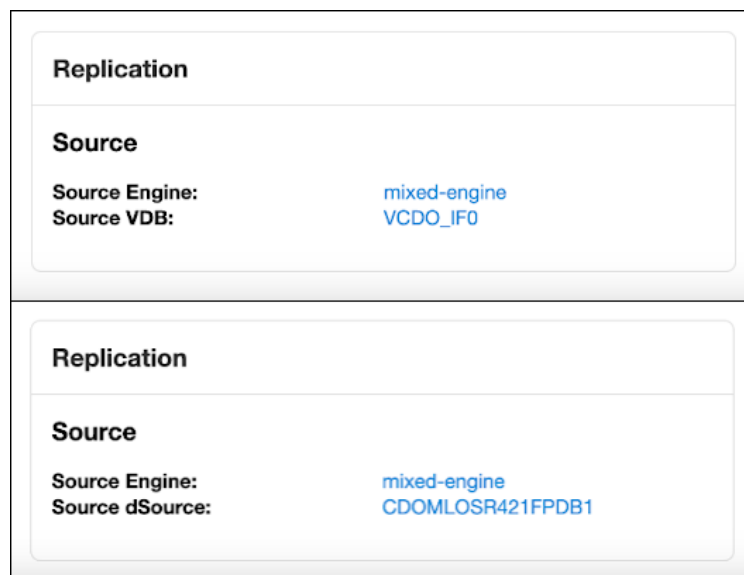 Replication
Source
Source Engine: mixed-engine
Source VDB: VCDO_IF0
Replication
Source
Source Engine: mixed-engine
Source dSource: CDOMLOSR421FPDB1